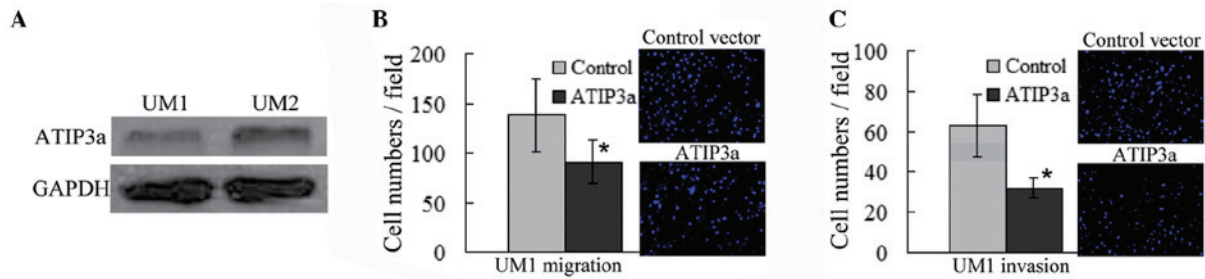 A
UM1 UM2
ATIP3a
GAPDH
B
Cell numbers / field
200
150
100
50
0
Control
ATIP3a
*
UM1 migration
Control vector
ATIP3a
C
Cell numbers / field
100
80
60
40
20
0
Control
ATIP3a
*
UM1 invasion
Control vector
ATIP3a